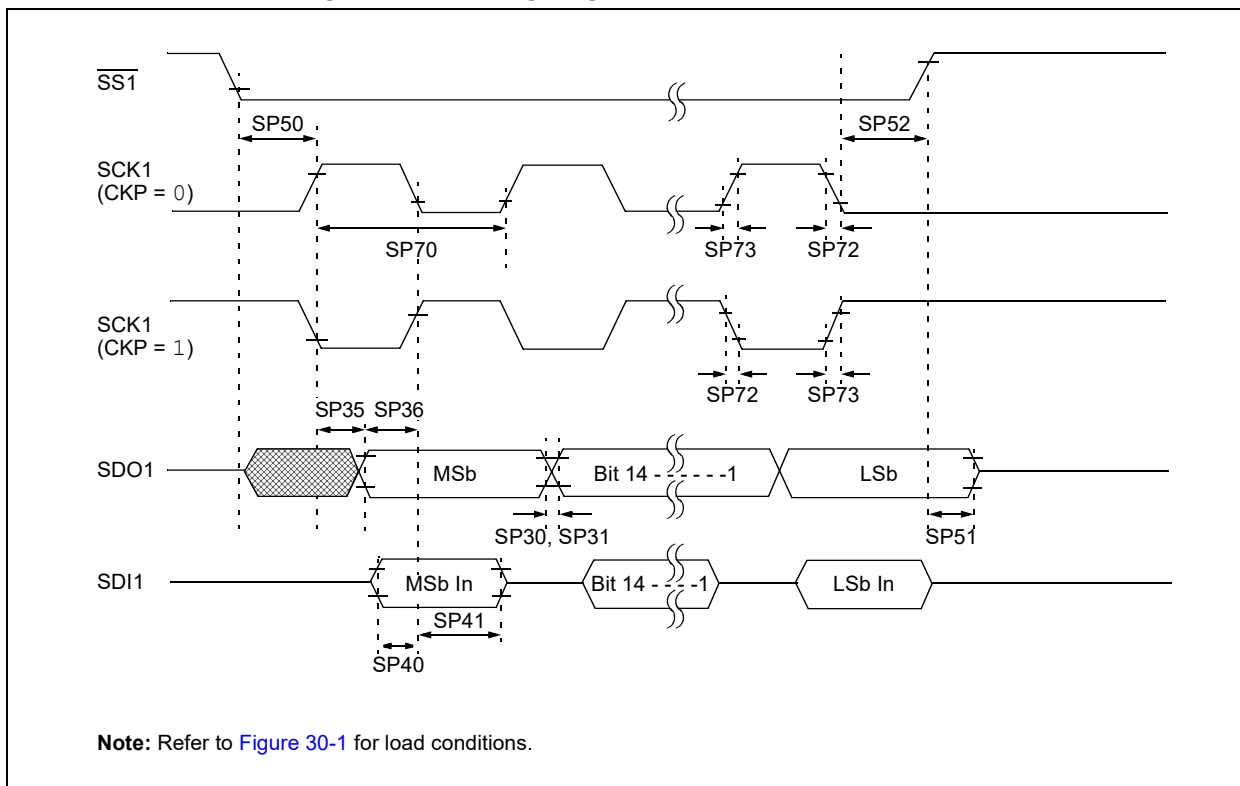 SS1
SP50
SP52
SCK1
(CKP = 0)
SP70
SP73
SP72
SCK1
(CKP = 1)
SP72
SP73
SP35
SP36
SDO1
MSb
Bit 14 - - - - - -1
LSb
SP30, SP31
SP51
SDI1
MSb In
Bit 14 - - - -1
LSb In
SP41
SP40
Note: Refer to Figure 30-1 for load conditions.